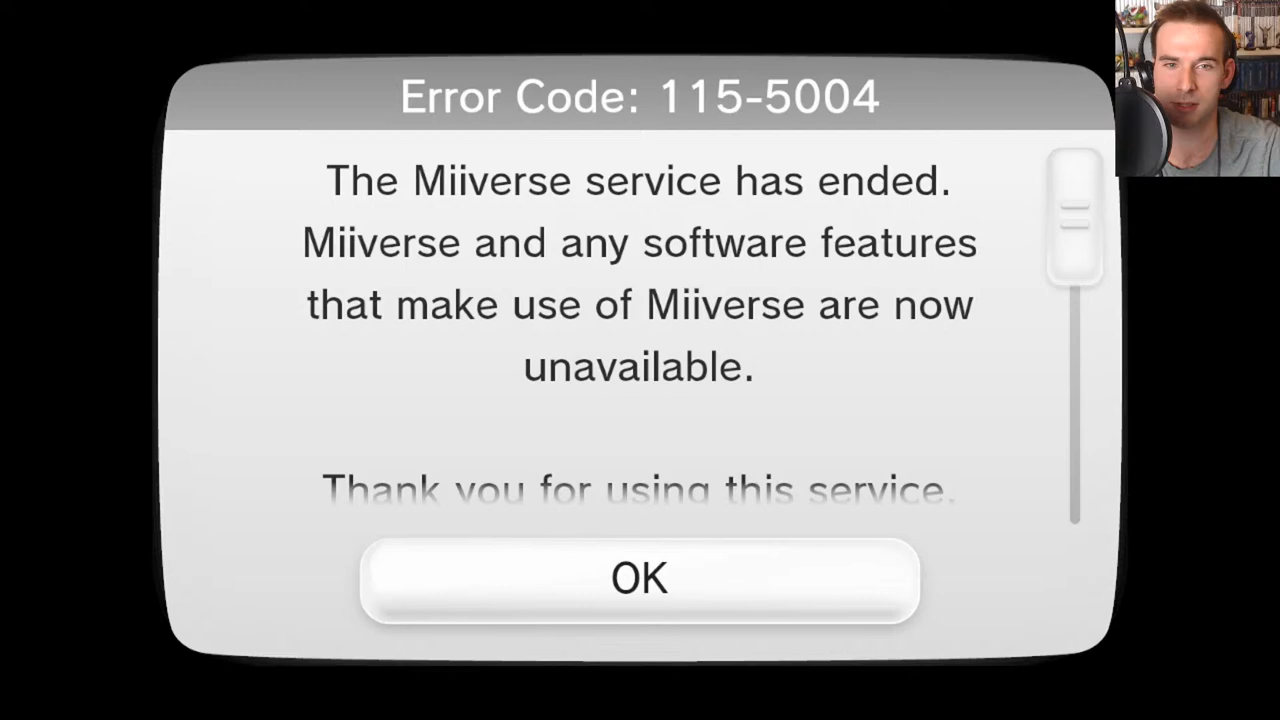 Error Code: 115-5004
The Miiverse service has ended.
Miiverse and any software features
that make use of Miiverse are now
unavailable.
Thank you for using this service.
OK